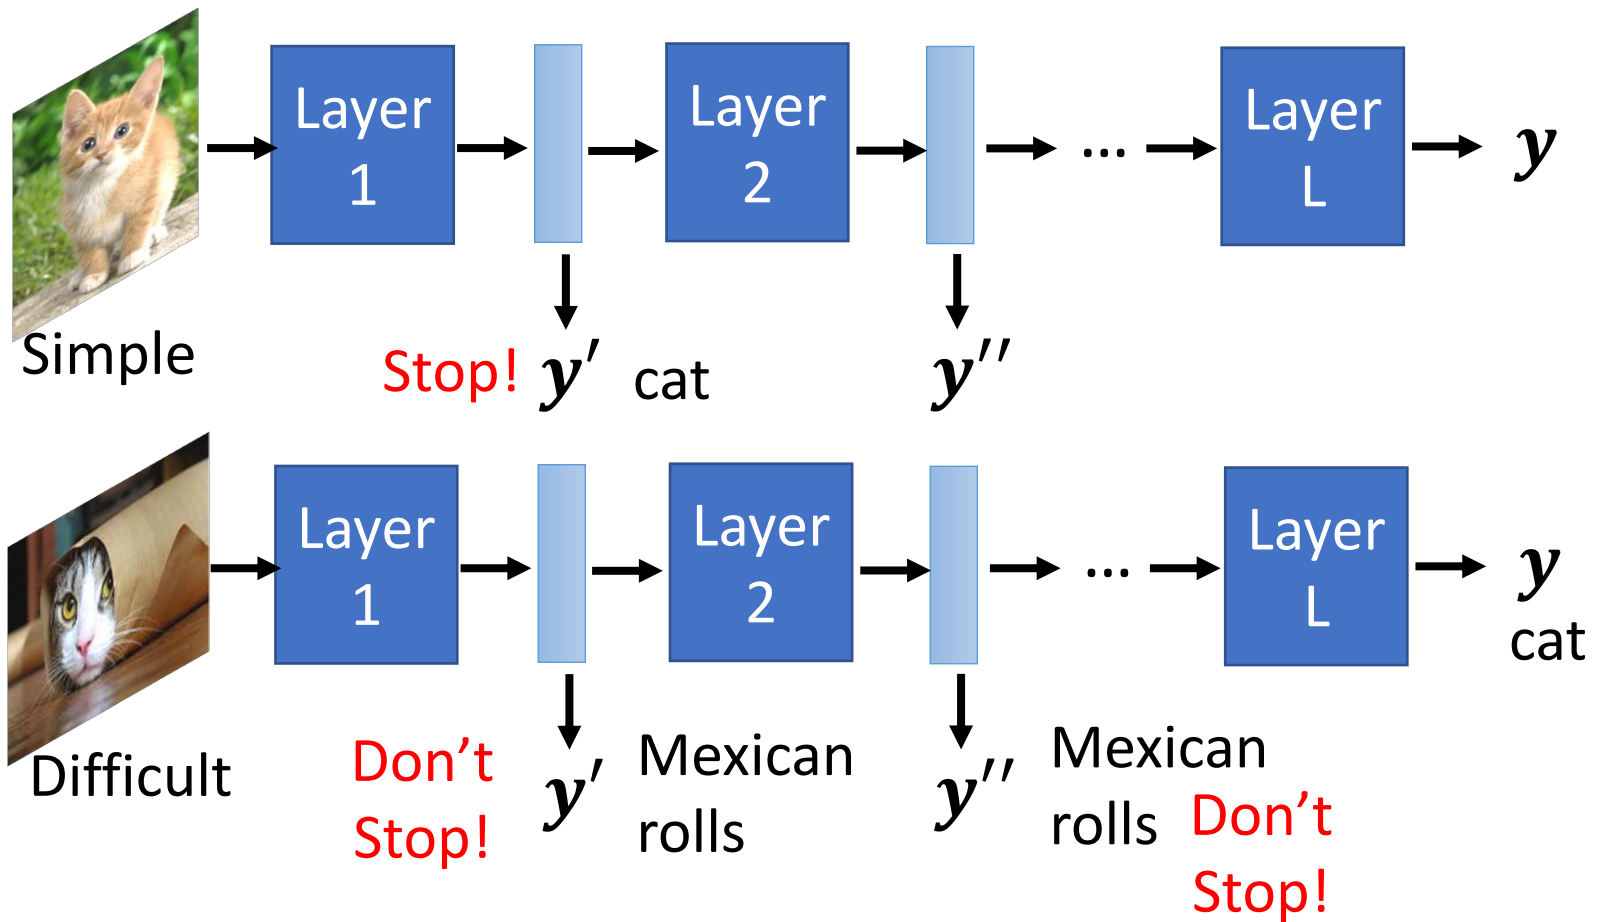 Layer
1
Layer
2
...
Layer
L
y
Simple
Stop! y′ cat
y′′
Layer
1
Layer
2
...
Layer
L
y
cat
Difficult
Don’t
Stop!
y′
Mexican
rolls
y′′
Mexican
rolls
Don’t
Stop!